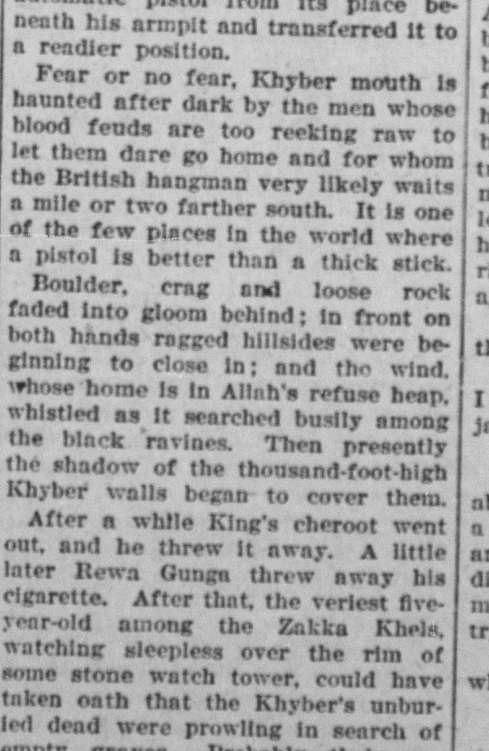 automatic pistol from its place be-
neath his armpit and transferred it to
a readier position.
Fear or no fear, Khyber mouth is
haunted after dark by the men whose
blood feuds are too reeking raw to
let them dare go home and for whom
the British hangman very likely waits
a mile or two farther south. It is one
of the few places in the world where
a pistol is better than a thick stick.
Boulder, crag and loose rock
faded into gloom behind; in front on
both hands ragged hillsides were be-
ginning to close in; and the wind,
whose home is in Allah's refuse heap,
whistled as it searched busily among
the black ravines. Then presently
the shadow of the thousand-foot-high
Khyber walls began to cover them.
After a while King's cheroot went
out, and he threw it away. A little
later Rewa Gunga threw away his
cigarette. After that, the veriest five-
year-old among the Zakka Khels,
watching sleepless over the rim of
some stone watch tower, could have
taken oath that the Khyber's unbur-
ied dead were prowling in search of
empty graves. Probably